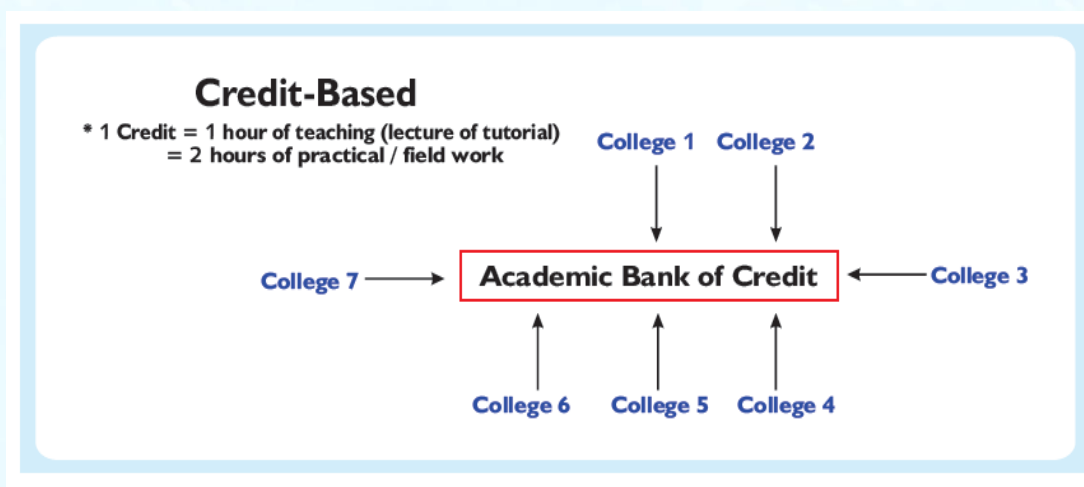 Credit-Based
* 1 Credit = 1 hour of teaching (lecture of tutorial)
= 2 hours of practical / field work
College 1 College 2
College 7 Academic Bank of Credit College 3
College 6 College 5 College 4